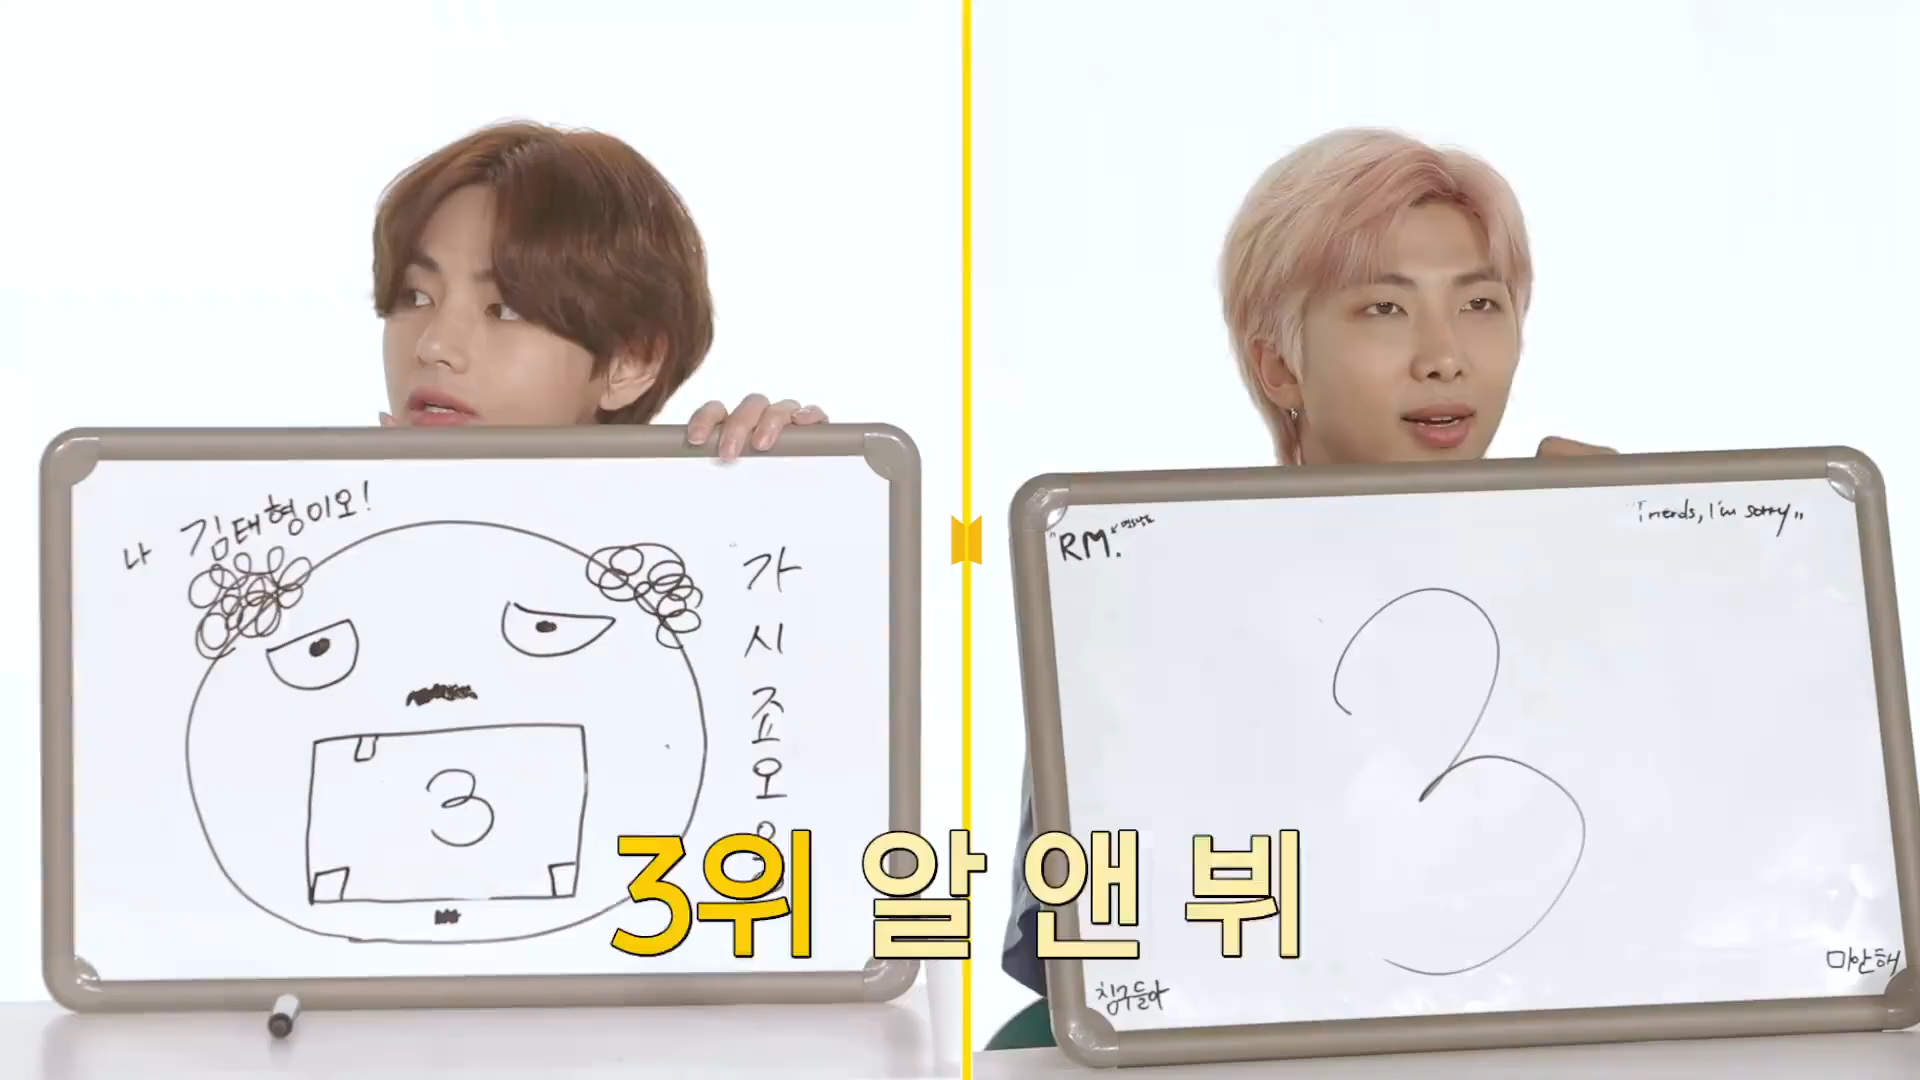 나 김태형이오!
가
시
죠
오
3
RM.
Friends, I'm sorry
3
친구들아
미안해
3위 알 앤 뷔